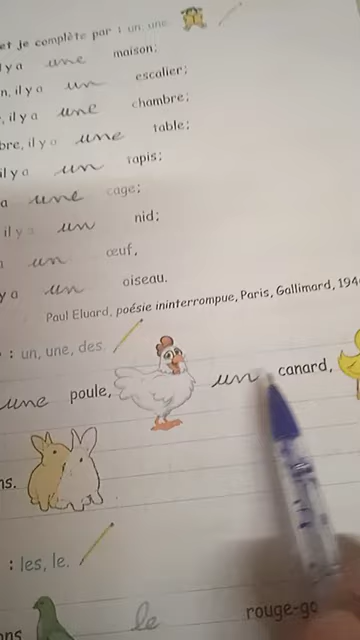 et je complète par : un, une.
l y a une maison;
n, il y a un escalier;
, il y a une chambre;
bre, il y a une table;
il y a un tapis;
a une cage;
il y a un nid;
a un œuf,
y a un oiseau.
Paul Eluard, poésie ininterrompue, Paris, Gallimard, 194
: un, une, des.
une poule, un canard,
ns.
: les, le.
ons le rouge-go